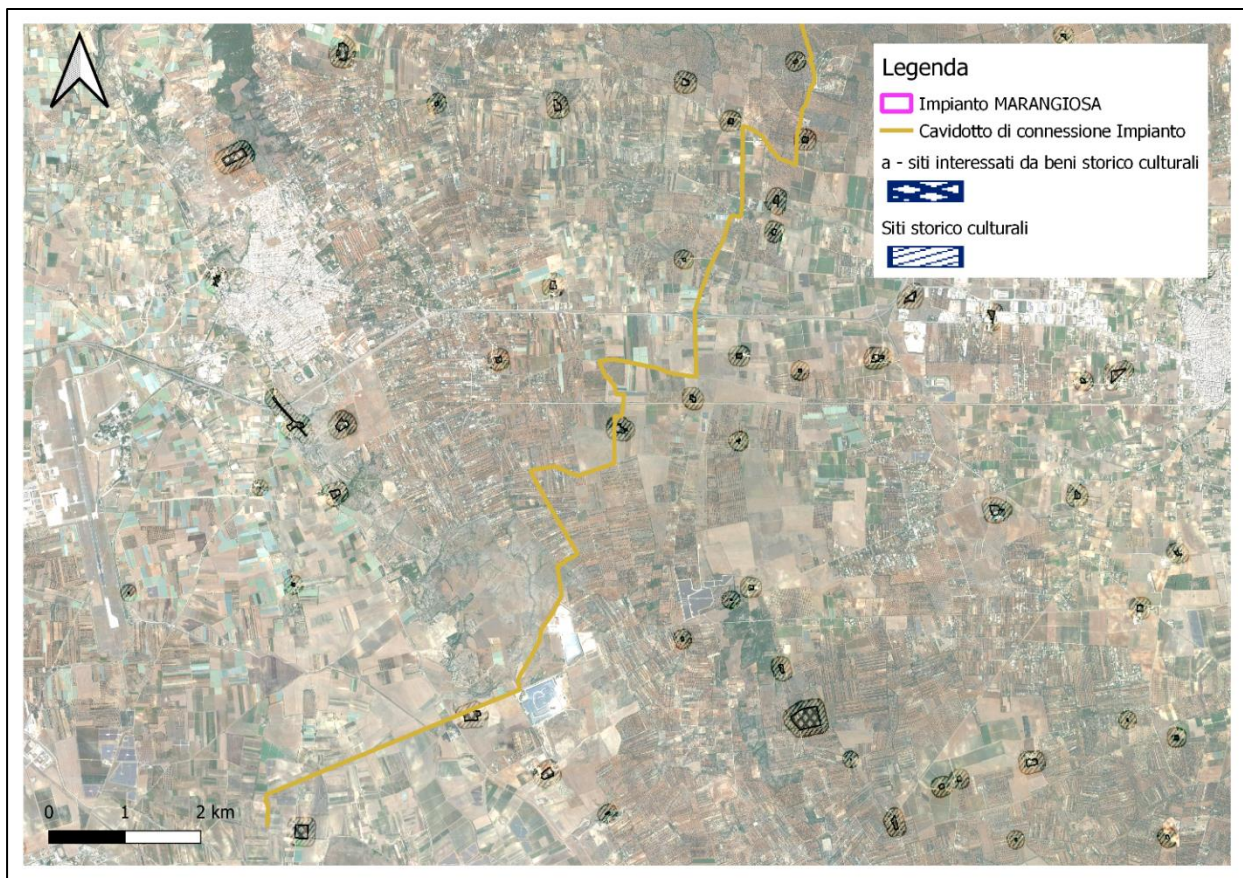 Legenda
Impianto MARANGIOSA
Cavidotto di connessione Impianto
a - siti interessati da beni storico culturali
Siti storico culturali
0 1 2 km